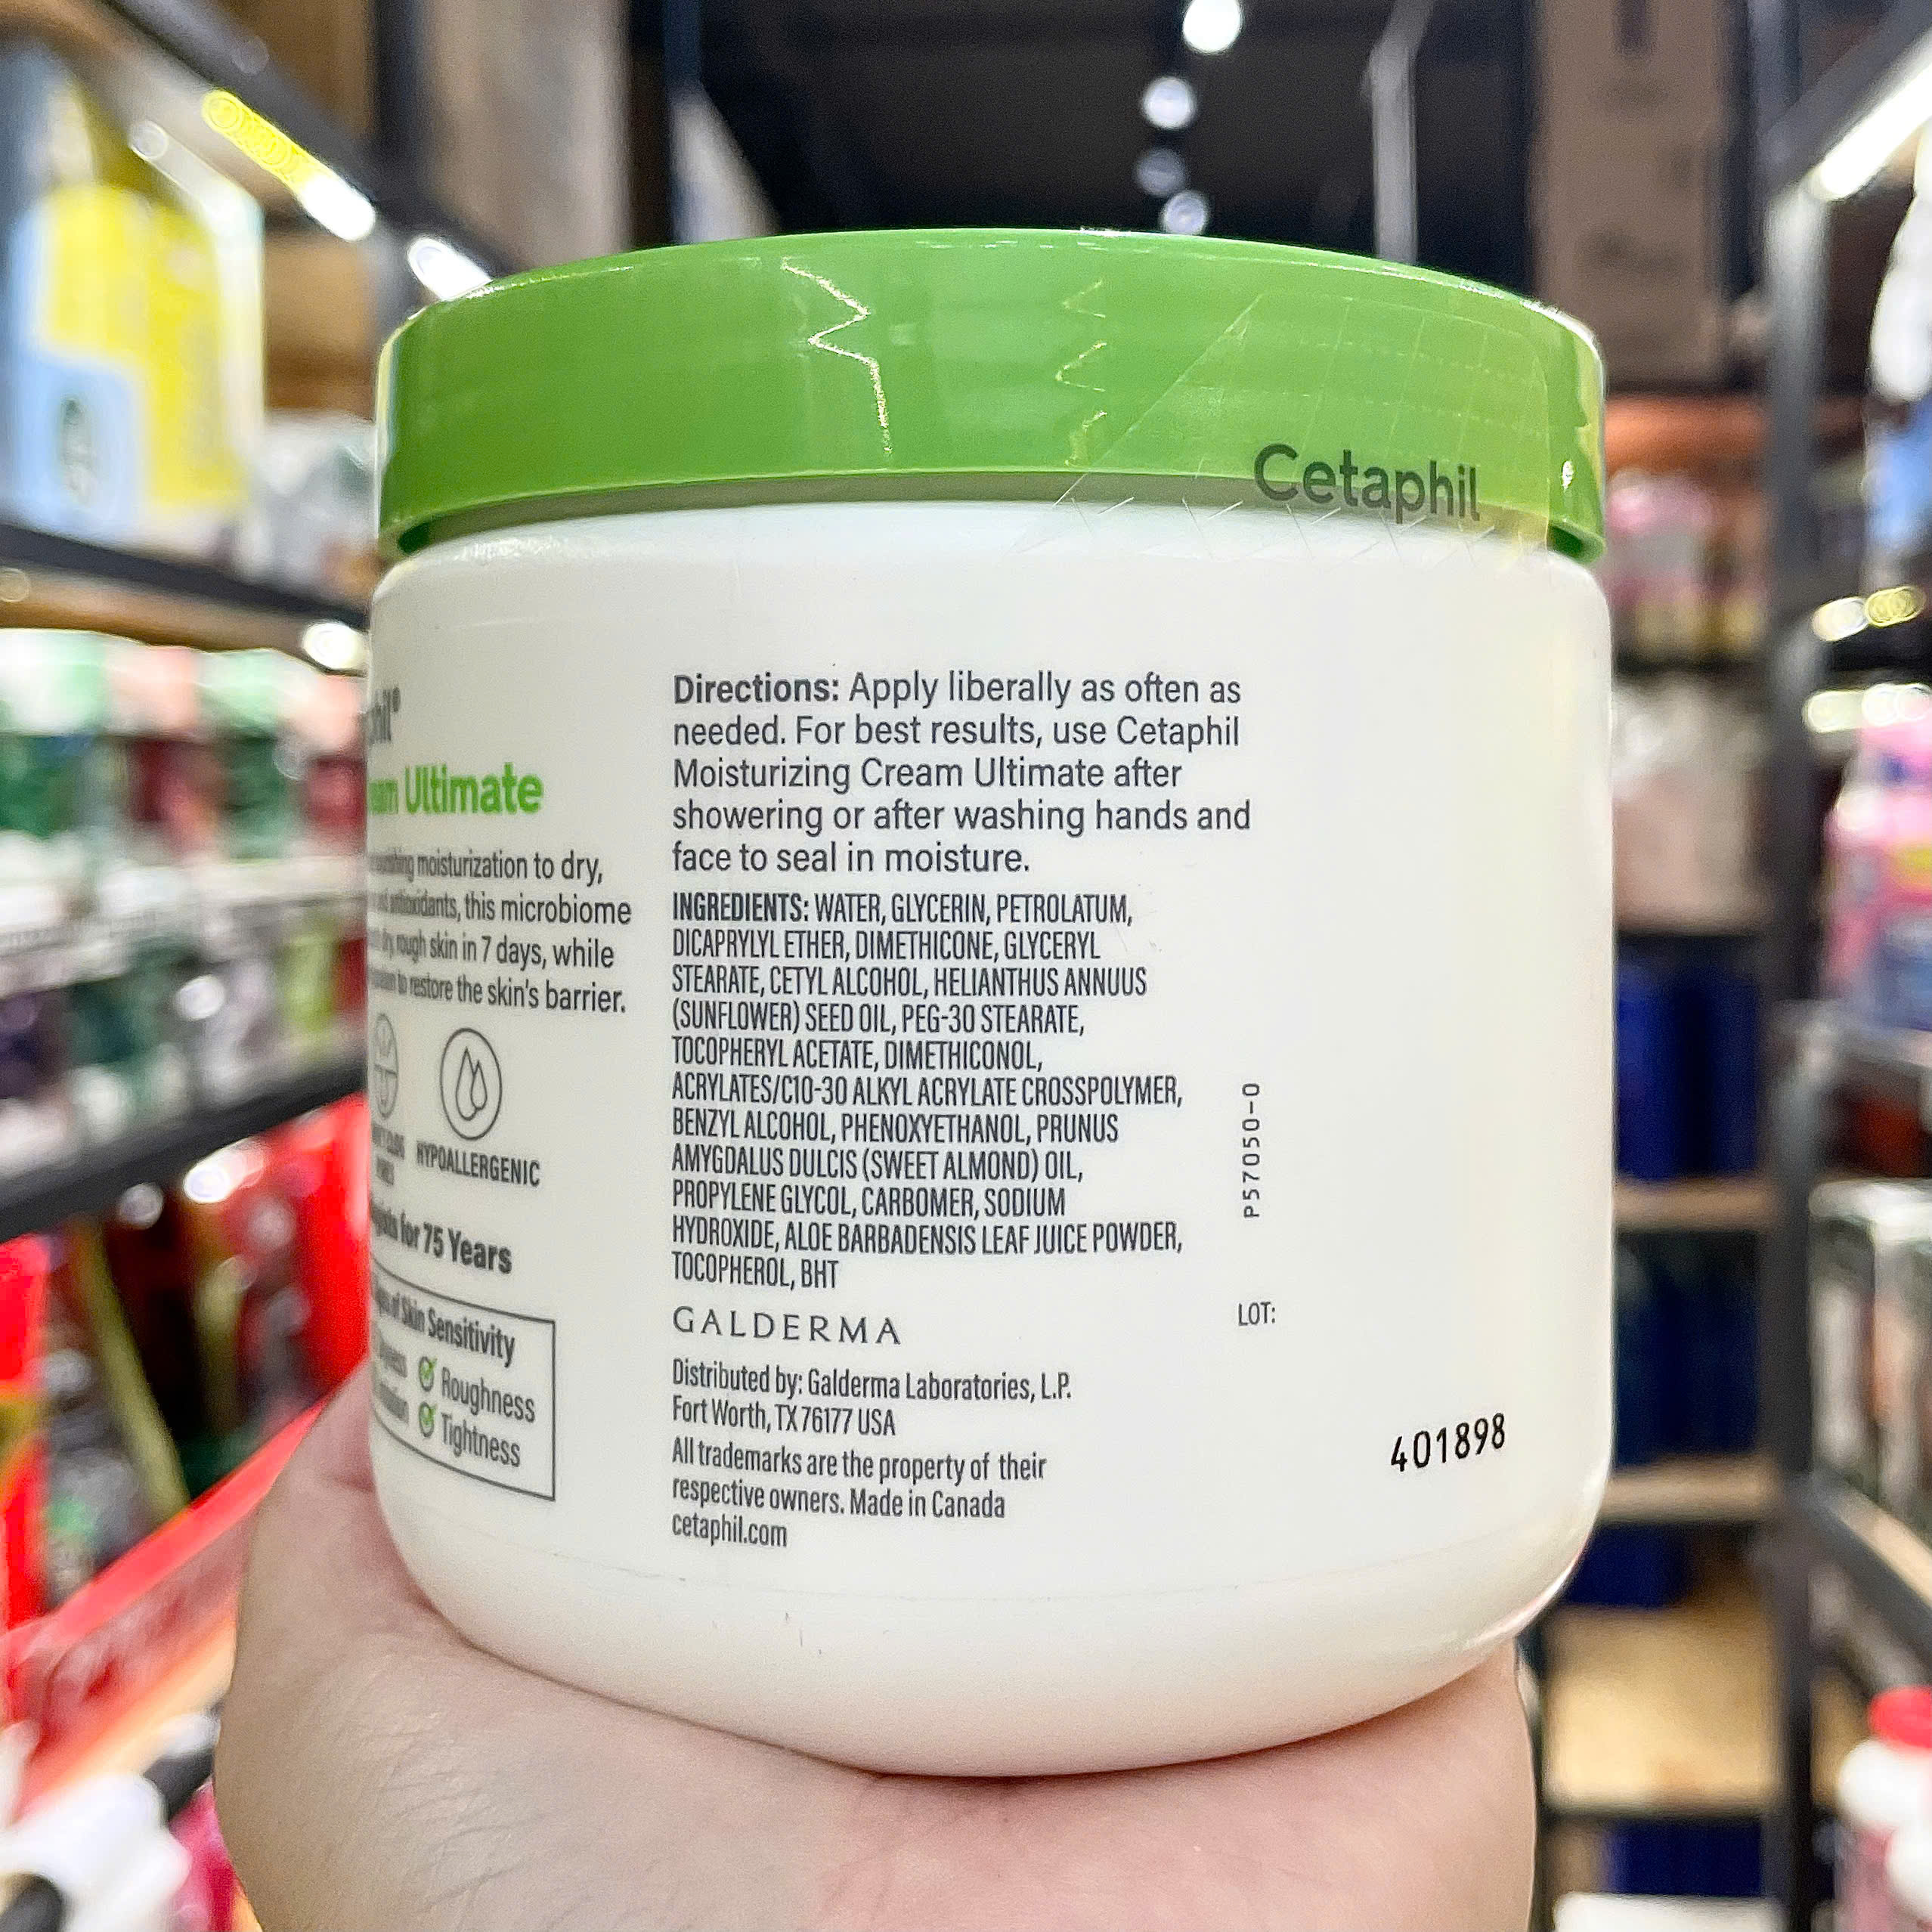 Cetaphil
Ultimate
moisturization to dry,
antioxidants, this microbiome
dry, rough skin in 7 days, while
to restore the skin's barrier.
HYPOALLERGENIC
for 75 Years
of Skin Sensitivity
Roughness
Tightness
Directions: Apply liberally as often as
needed. For best results, use Cetaphil
Moisturizing Cream Ultimate after
showering or after washing hands and
face to seal in moisture.
INGREDIENTS: WATER, GLYCERIN, PETROLATUM,
DICAPRYLYL ETHER, DIMETHICONE, GLYCERYL
STEARATE, CETYL ALCOHOL, HELIANTHUS ANNUUS
(SUNFLOWER) SEED OIL, PEG-30 STEARATE,
TOCOPHERYL ACETATE, DIMETHICONOL,
ACRYLATES/C10-30 ALKYL ACRYLATE CROSSPOLYMER,
BENZYL ALCOHOL, PHENOXYETHANOL, PRUNUS
AMYGDALUS DULCIS (SWEET ALMOND) OIL,
PROPYLENE GLYCOL, CARBOMER, SODIUM
HYDROXIDE, ALOE BARBADENSIS LEAF JUICE POWDER,
TOCOPHEROL, BHT
GALDERMA
Distributed by: Galderma Laboratories, L.P.
Fort Worth, TX 76177 USA
All trademarks are the property of their
respective owners. Made in Canada
cetaphil.com
P57050-0
LOT:
401898